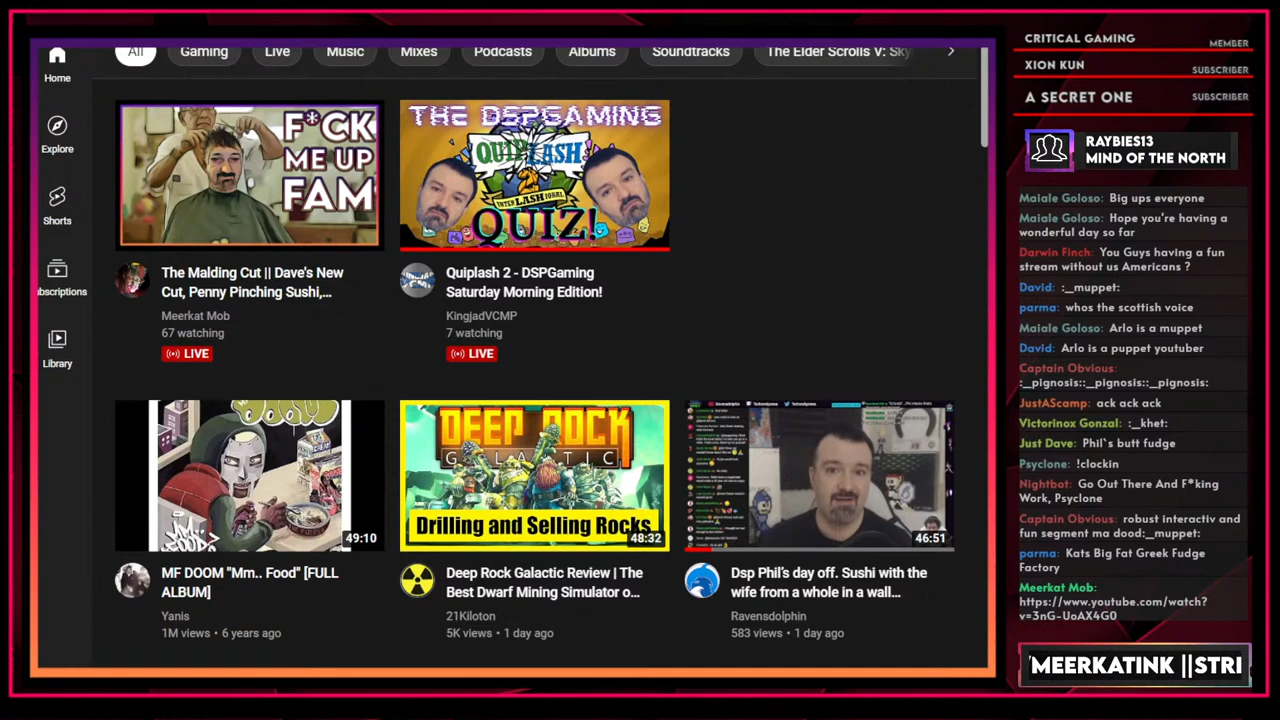 All
Gaming
Live
Music
Mixes
Podcasts
Albums
Soundtracks
The Elder Scrolls V: Sky
Home
Explore
Shorts
bscriptions
Library
F*CK
ME UP
FAM
THE DSPGAMING
QUIPLASH
2
INTERLASHIONAL
QUIZ!
The Malding Cut || Dave's New
Cut, Penny Pinching Sushi,...
Meerkat Mob
67 watching
LIVE
Quiplash 2 - DSPGaming
Saturday Morning Edition!
KingjadVCMP
7 watching
LIVE
49:10
DEEP ROCK
GALACTIC
Drilling and Selling Rocks
48:32
46:51
MF DOOM "Mm.. Food" [FULL
ALBUM]
Yanis
1M views • 6 years ago
Deep Rock Galactic Review | The
Best Dwarf Mining Simulator o...
21Kiloton
5K views • 1 day ago
Dsp Phil's day off. Sushi with the
wife from a whole in a wall...
Ravensdolphin
583 views • 1 day ago
CRITICAL GAMING
MEMBER
XION KUN
SUBSCRIBER
A SECRET ONE
SUBSCRIBER
RAYBIES13
MIND OF THE NORTH
Maiale Goloso: Big ups everyone
Maiale Goloso: Hope you're having a
wonderful day so far
Darwin Finch: You Guys having a fun
stream without us Americans ?
David: :_muppet:
parma: whos the scottish voice
Maiale Goloso: Arlo is a muppet
David: Arlo is a puppet youtuber
Captain Obvious:
:_pignosis::_pignosis::_pignosis:
JustAScamp: ack ack ack
Victorinox Gonzal: :_khet:
Just Dave: Phil`s butt fudge
Psyclone: !clockin
Nightbot: Go Out There And F*king
Work, Psyclone
Captain Obvious: robust interactiv and
fun segment ma dood:_muppet:
parma: Kats Big Fat Greek Fudge
Factory
Meerkat Mob:
https://www.youtube.com/watch?
v=3nG-UoAX4G0
MEERKATINK ||STRI